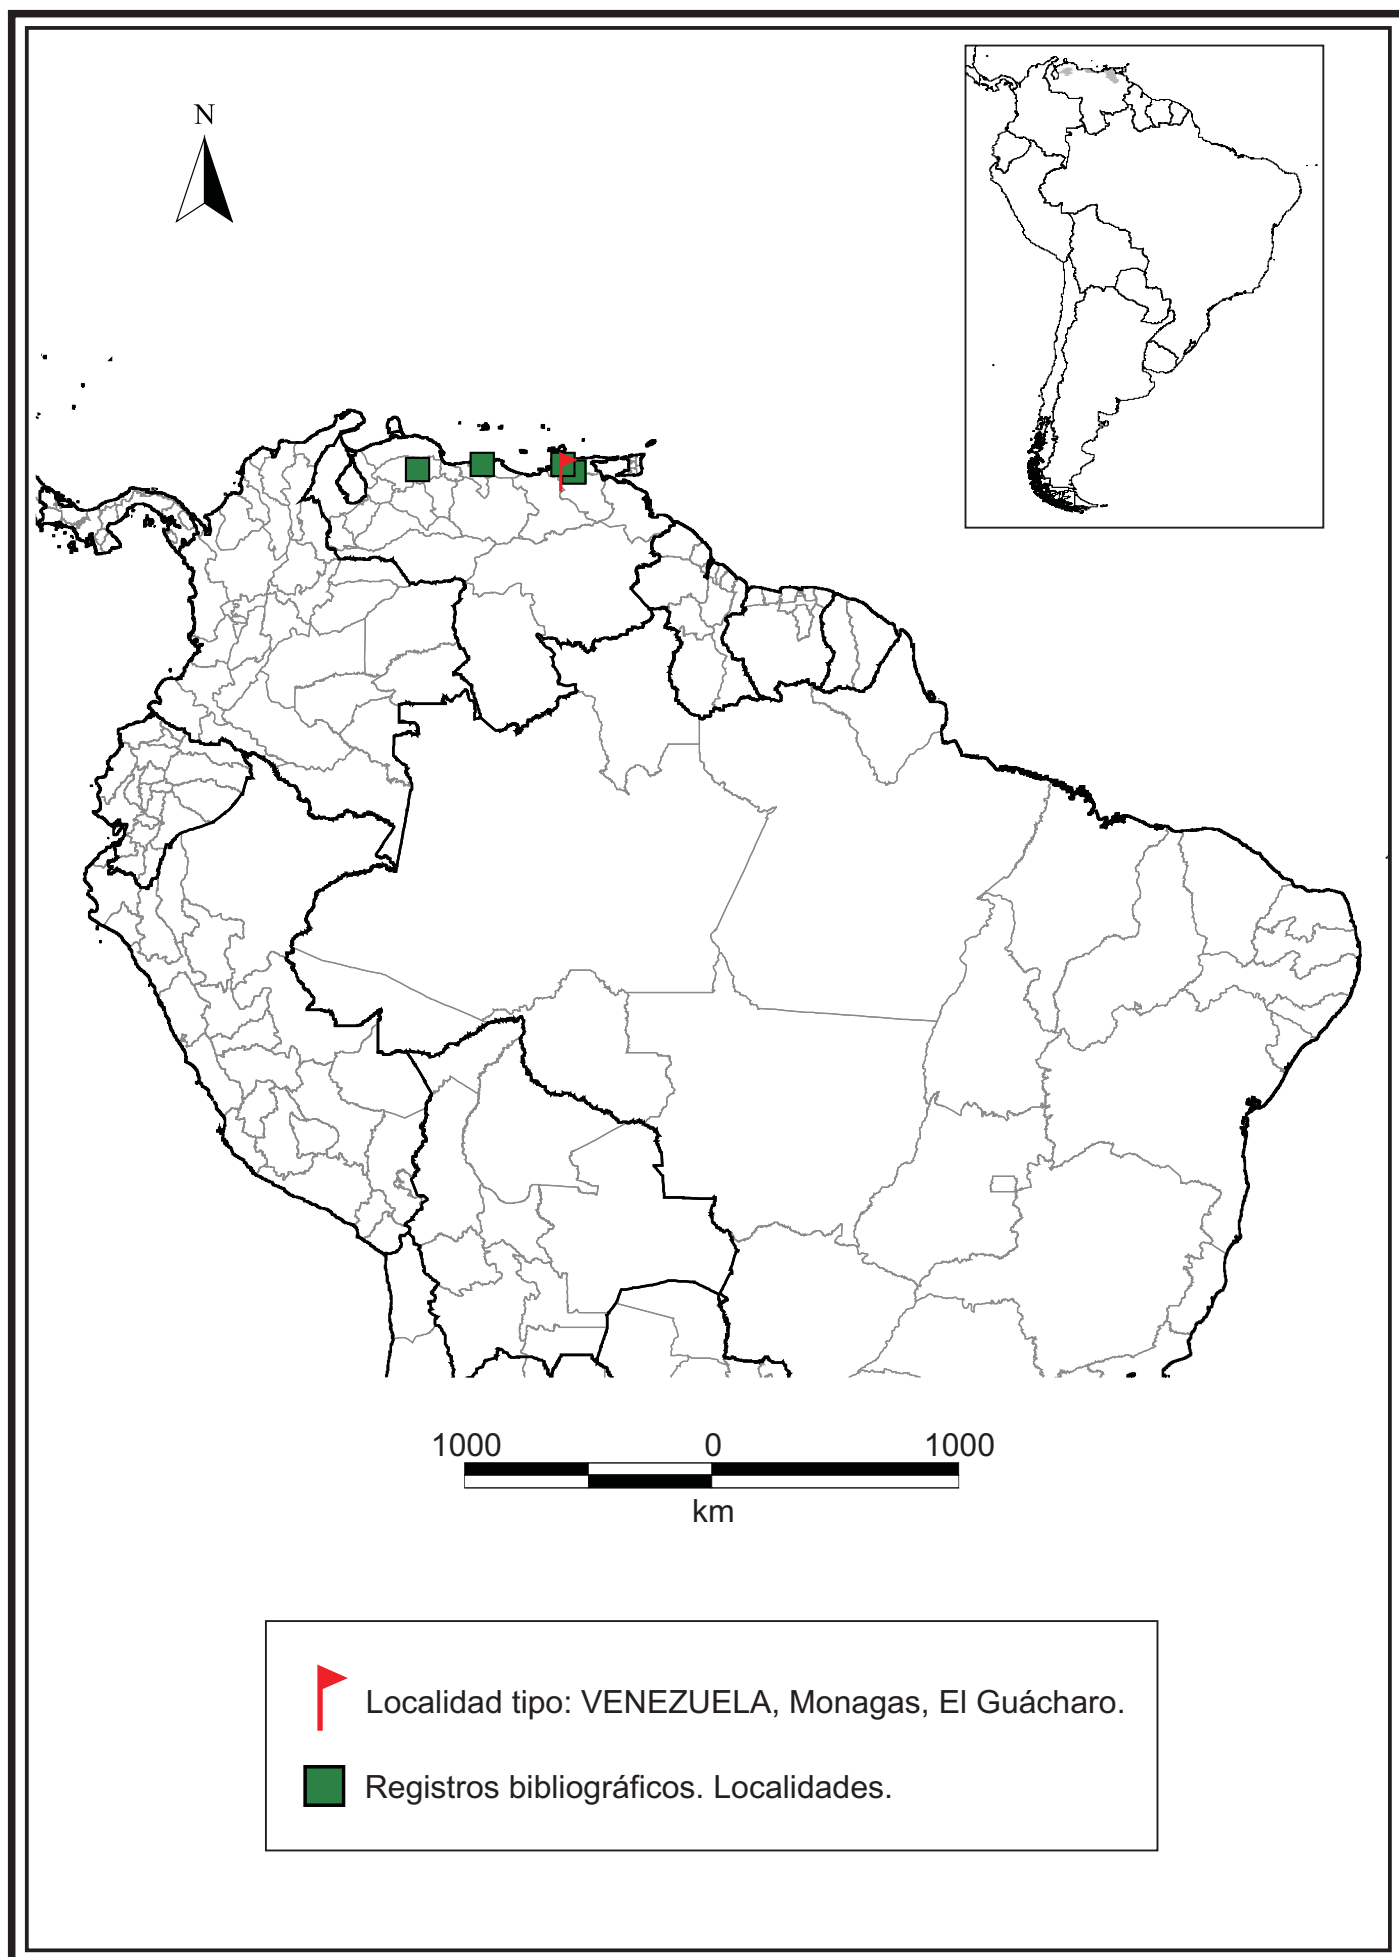 N
1000 0 1000
km
Localidad tipo: VENEZUELA, Monagas, El Guácharo.
Registros bibliográficos. Localidades.